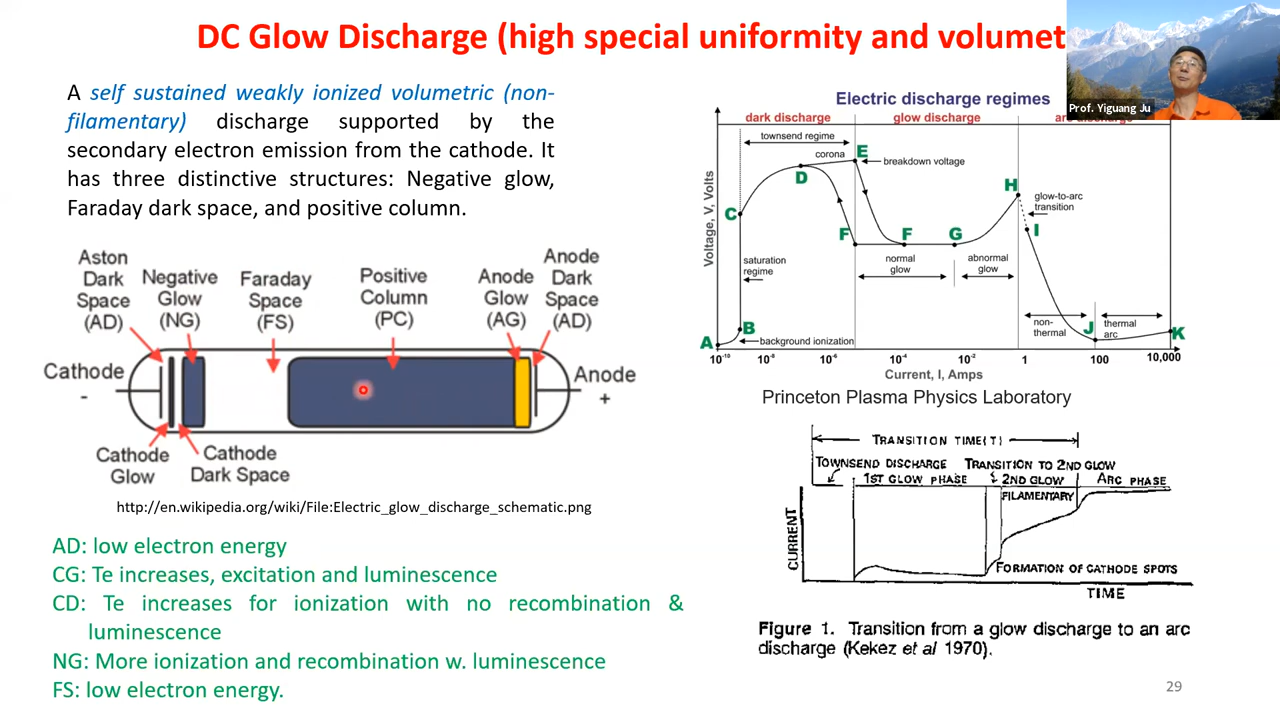 DC Glow Discharge (high special uniformity and volumet
Prof. Yiguang Ju
A self sustained weakly ionized volumetric (non-
filamentary) discharge supported by the
secondary electron emission from the cathode. It
has three distinctive structures: Negative glow,
Faraday dark space, and positive column.
Aston
Dark
Space
(AD)
Negative
Glow
(NG)
Faraday
Space
(FS)
Positive
Column
(PC)
Anode
Glow
(AG)
Anode
Dark
Space
(AD)
Cathode
-
Anode
+
Cathode
Glow
Cathode
Dark Space
http://en.wikipedia.org/wiki/File:Electric_glow_discharge_schematic.png
AD: low electron energy
CG: Te increases, excitation and luminescence
CD: Te increases for ionization with no recombination &
luminescence
NG: More ionization and recombination w. luminescence
FS: low electron energy.
Electric discharge regimes
dark discharge
glow discharge
townsend regime
corona
E
breakdown voltage
D
C
F
F
G
H
glow-to-arc
transition
I
saturation
regime
normal
glow
abnormal
glow
non-
thermal
thermal
arc
J
K
A
B
background ionization
Voltage, V, Volts
10-10
10-8
10-6
10-4
10-2
1
100
10,000
Current, I, Amps
Princeton Plasma Physics Laboratory
TRANSITION TIME(T)
TOWNSEND DISCHARGE
TRANSITION TO 2ND GLOW
1ST GLOW PHASE
2ND GLOW
ARC PHASE
FILAMENTARY
CURRENT
FORMATION OF CATHODE SPOTS
TIME
Figure 1. Transition from a glow discharge to an arc
discharge (Kekez et al 1970).
29